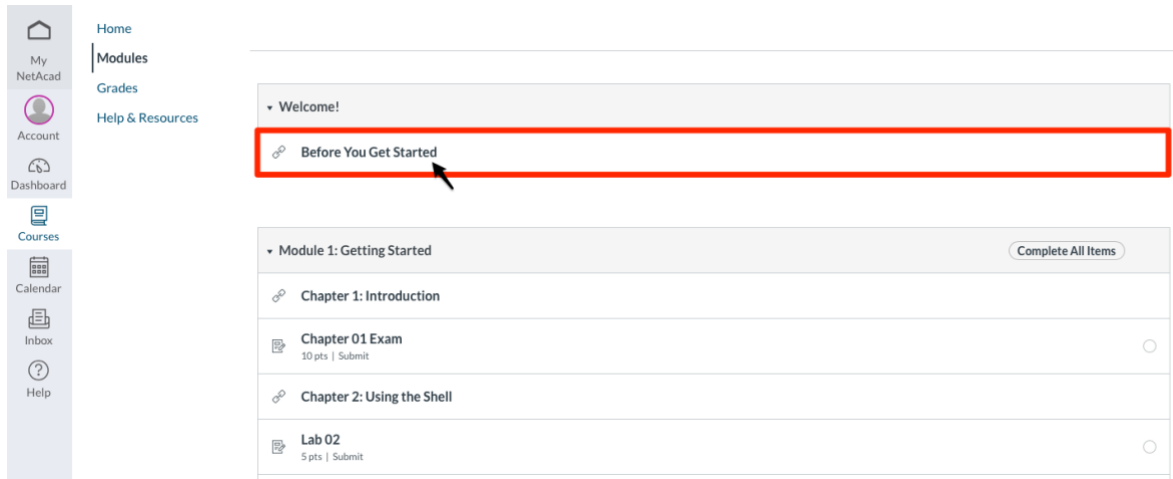 My
NetAcad
Account
Dashboard
Courses
Calendar
Inbox
Help
Home
Modules
Grades
Help & Resources
Welcome!
Before You Get Started
Module 1: Getting Started
Complete All Items
Chapter 1: Introduction
Chapter 01 Exam
10 pts | Submit
Chapter 2: Using the Shell
Lab 02
5 pts | Submit